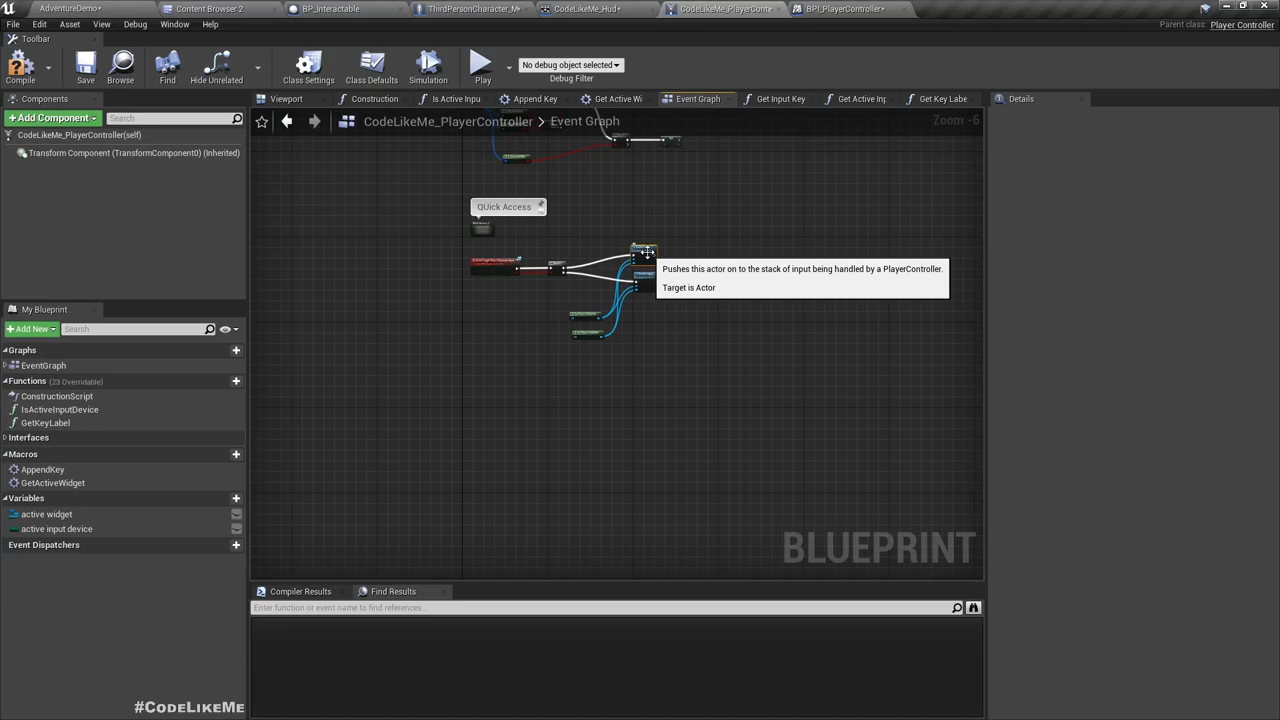 AdventureDemo*
Content Browser 2
BP_Interactable
ThirdPersonCharacter_M
CodeLikeMe_Hud*
CodeLikeMe_PlayerContr
BPI_PlayerController*
File
Edit
Asset
View
Debug
Window
Help
Parent class: Player Controller
Toolbar
Compile
Save
Browse
Find
Hide Unrelated
Class Settings
Class Defaults
Simulation
Play
No debug object selected
Debug Filter
Components
Viewport
Construction
Is Active Inpu
Append Key
Get Active Wi
Event Graph
Get Input Key
Get Active Inp
Get Key Labe
Details
+ Add Component
Search
CodeLikeMe_PlayerController > Event Graph
Zoom -6
CodeLikeMe_PlayerController(self)
Transform Component (TransformComponent0) (Inherited)
QUick Access
Pushes this actor on to the stack of input being handled by a PlayerController.
Target is Actor
My Blueprint
+ Add New
Search
Graphs
EventGraph
Functions (23 Overridable)
ConstructionScript
IsActiveInputDevice
GetKeyLabel
Interfaces
Macros
AppendKey
GetActiveWidget
Variables
active widget
active input device
Event Dispatchers
BLUEPRINT
Compiler Results
Find Results
Enter function or event name to find references...
#CodeLikeMe